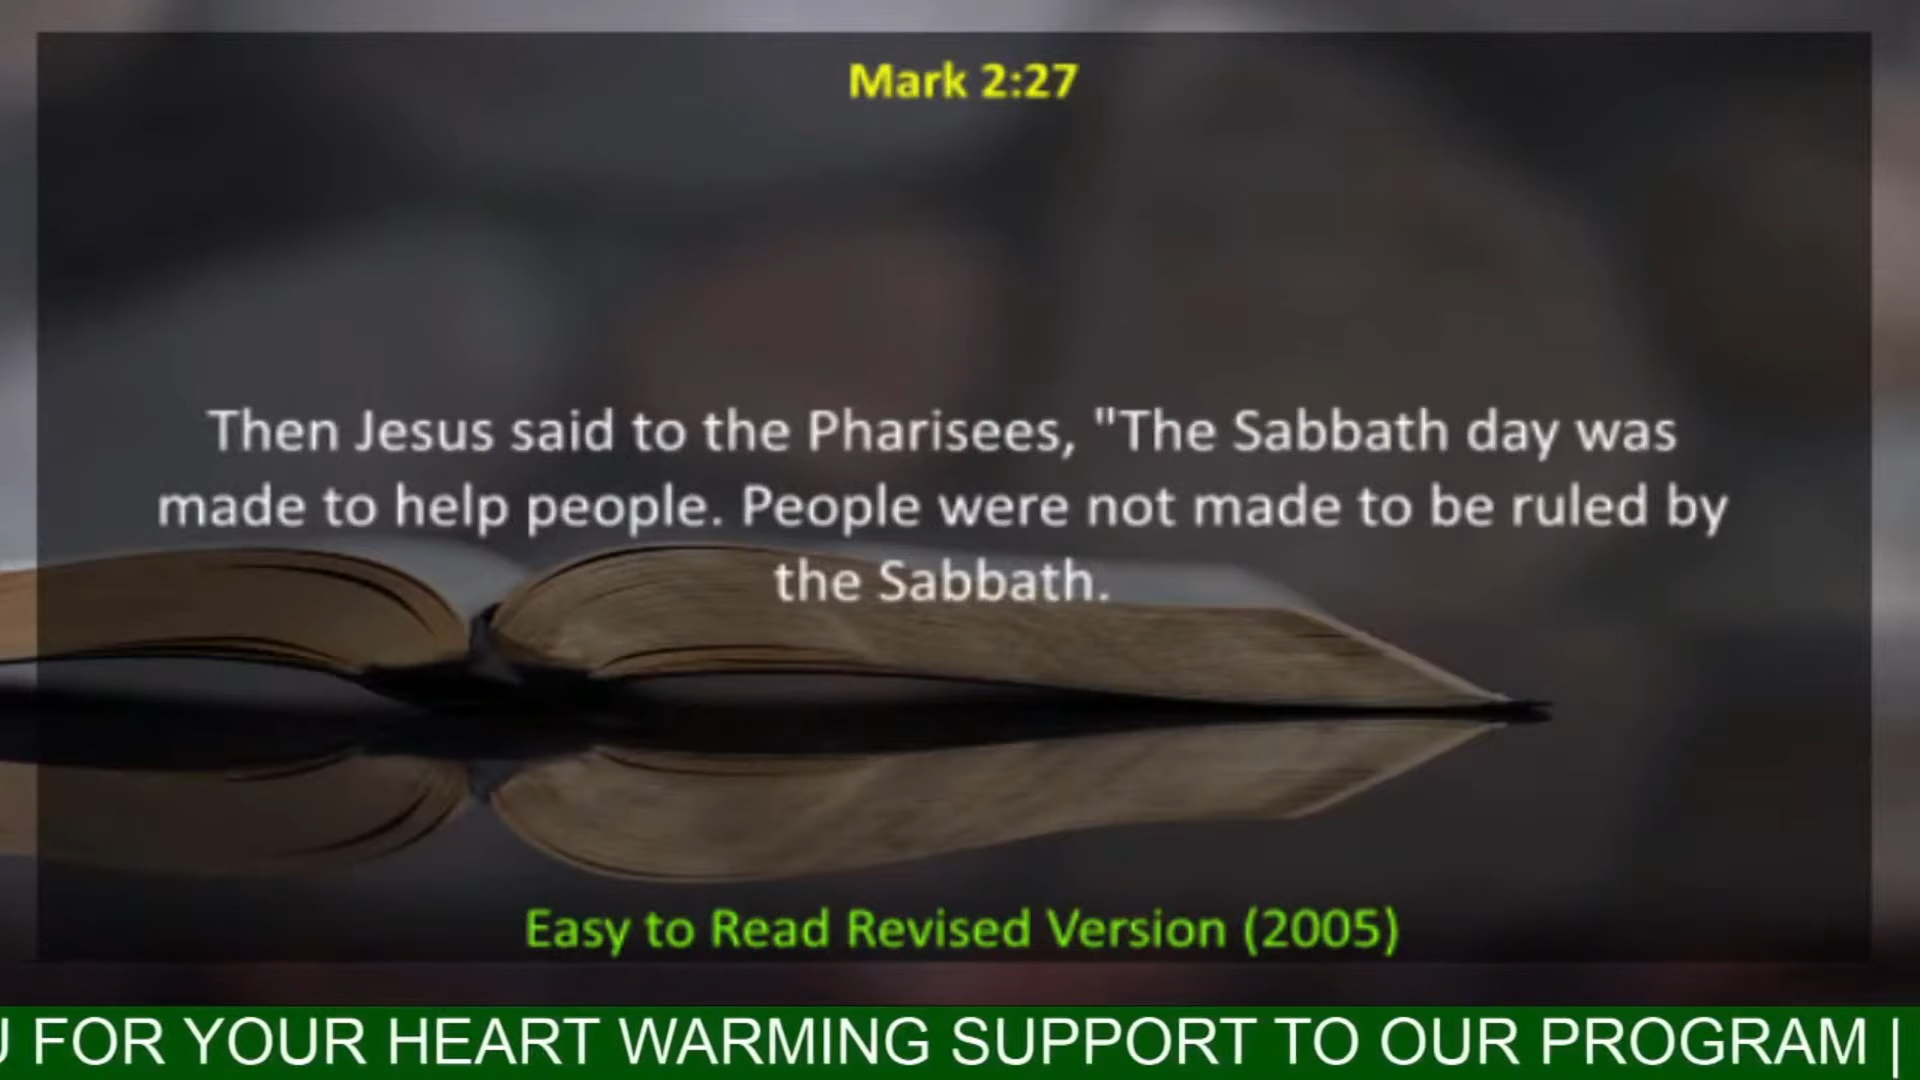 Mark 2:27
Then Jesus said to the Pharisees, "The Sabbath day was
made to help people. People were not made to be ruled by
the Sabbath.
Easy to Read Revised Version (2005)
FOR YOUR HEART WARMING SUPPORT TO OUR PROGRAM |